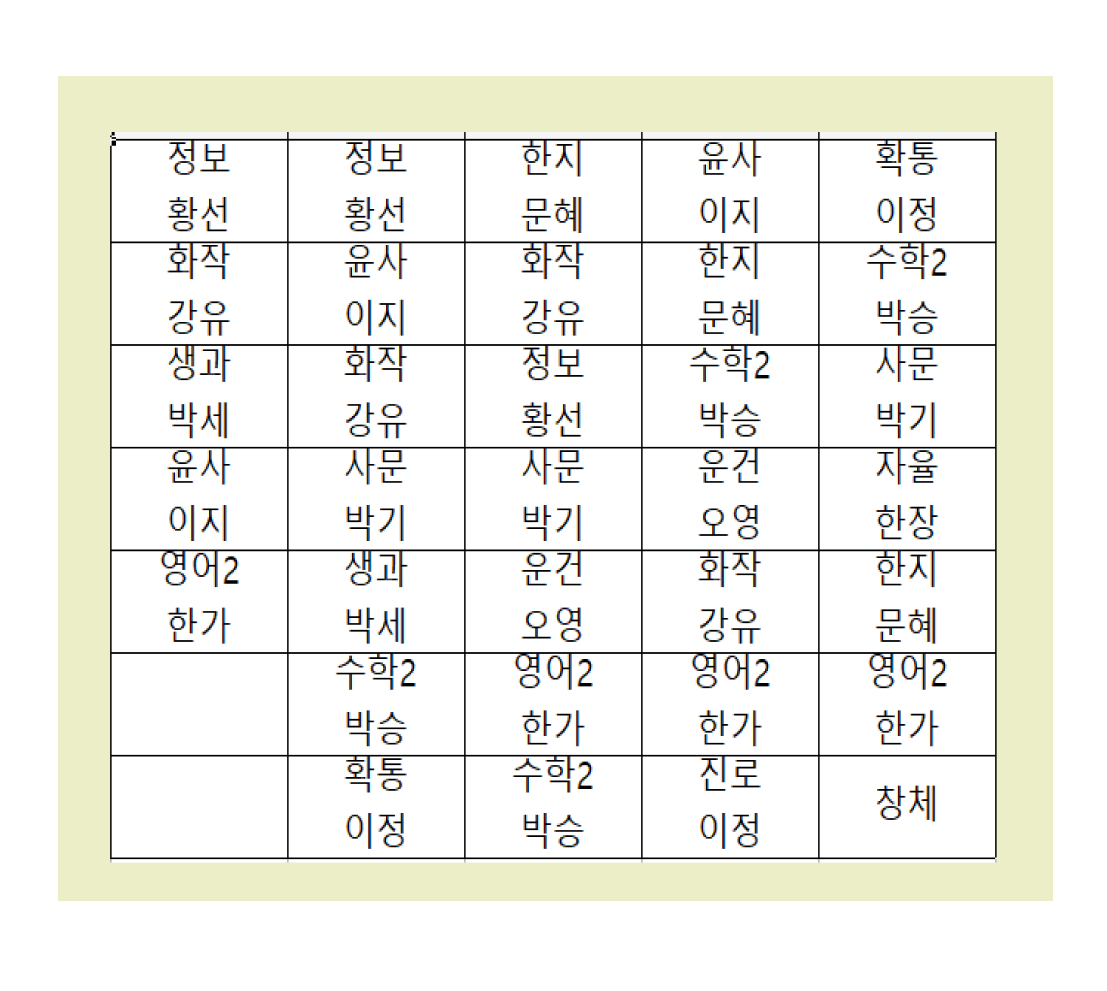 정보 정보 한지 윤사 확통
황선 황선 문혜 이지 이정
화작 윤사 화작 한지 수학2
강유 이지 강유 문혜 박승
생과 화작 정보 수학2 사문
박세 강유 황선 박승 박기
윤사 사문 사문 운건 자율
이지 박기 박기 오영 한장
영어2 생과 운건 화작 한지
한가 박세 오영 강유 문혜
수학2 영어2 영어2 영어2
박승 한가 한가 한가
확통 수학2 진로 창체
이정 박승 이정